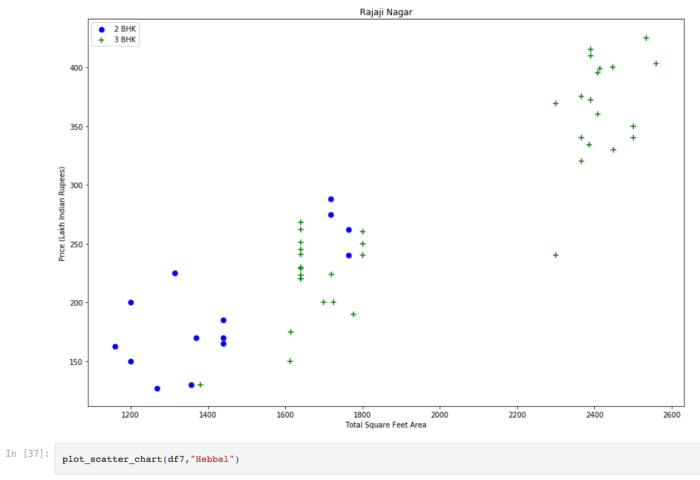 Rajaji Nagar
2 BHK
3 BHK
400
350
300
250
200
150
Price (Lakh Indian Rupees)
1200 1400 1600 1800 2000 2200 2400 2600
Total Square Feet Area
In [37]: plot_scatter_chart(df7,"Hebbal")